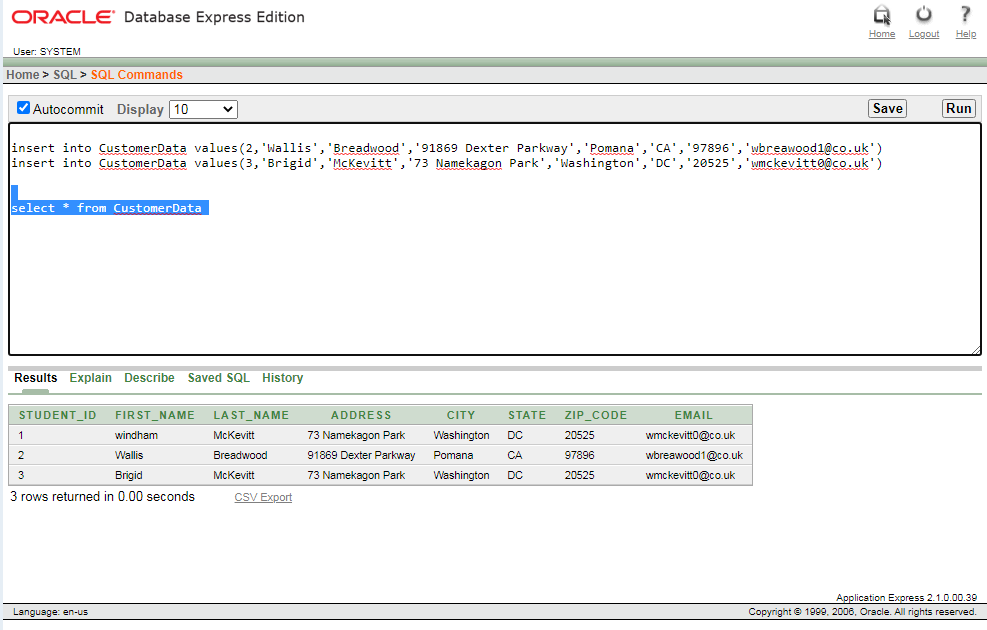 ORACLE® Database Express Edition
Home Logout Help
User: SYSTEM
Home > SQL > SQL Commands
Autocommit Display 10 Save Run
insert into CustomerData values(2,'Wallis','Breadwood','91869 Dexter Parkway','Pomana','CA','97896','wbreawood1@co.uk')
insert into CustomerData values(3,'Brigid','McKevitt','73 Namekagon Park','Washington','DC','20525','wmckevitt0@co.uk')
select * from CustomerData
Results Explain Describe Saved SQL History
STUDENT_ID FIRST_NAME LAST_NAME ADDRESS CITY STATE ZIP_CODE EMAIL
1 windham McKevitt 73 Namekagon Park Washington DC 20525 wmckevitt0@co.uk
2 Wallis Breadwood 91869 Dexter Parkway Pomana CA 97896 wbreawood1@co.uk
3 Brigid McKevitt 73 Namekagon Park Washington DC 20525 wmckevitt0@co.uk
3 rows returned in 0.00 seconds CSV Export
Application Express 2.1.0.00.39
Language: en-us Copyright © 1999, 2006, Oracle. All rights reserved.